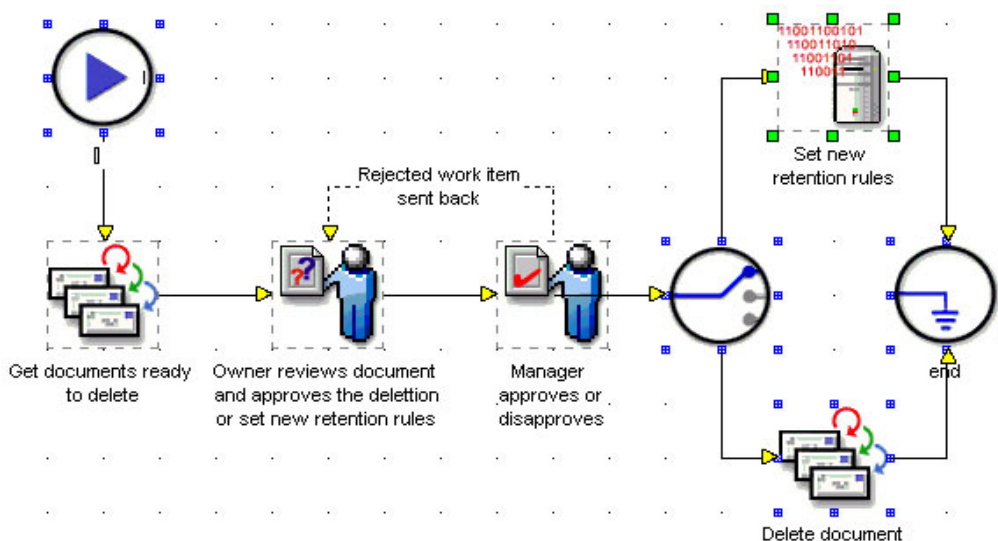 11001100101
110011010
11001101
110011
Set new
retention rules
Rejected work item
sent back
Get documents ready
to delete
Owner reviews document
and approves the delettion
or set new retention rules
Manager
approves or
disapproves
end
Delete document